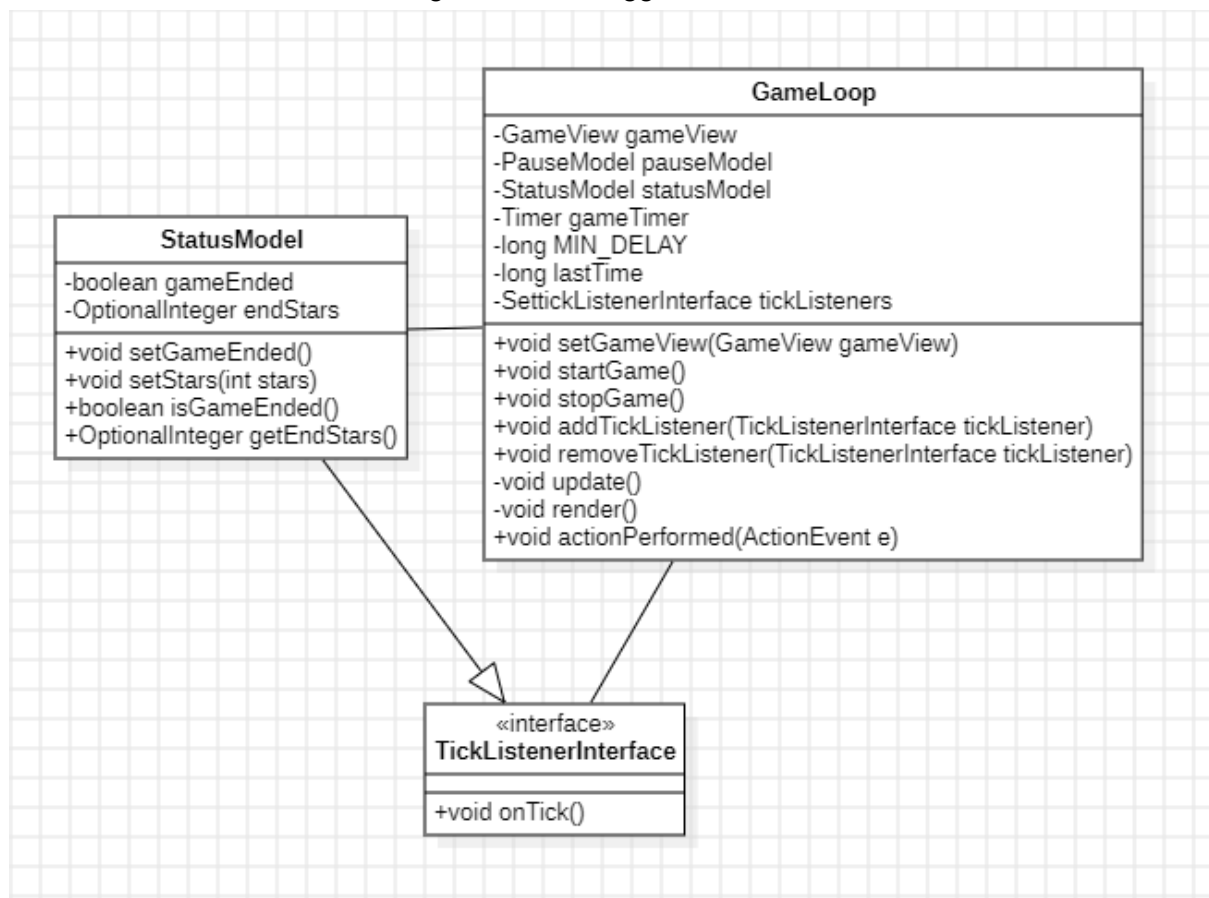 StatusModel
-boolean gameEnded
-OptionalInteger endStars
+void setGameEnded()
+void setStars(int stars)
+boolean isGameEnded()
+OptionalInteger getEndStars()
GameLoop
-GameView gameView
-PauseModel pauseModel
-StatusModel statusModel
-Timer gameTimer
-long MIN_DELAY
-long lastTime
-SettickListenerInterface tickListeners
+void setGameView(GameView gameView)
+void startGame()
+void stopGame()
+void addTickListener(TickListenerInterface tickListener)
+void removeTickListener(TickListenerInterface tickListener)
-void update()
-void render()
+void actionPerformed(ActionEvent e)
«interface»
TickListenerInterface
+void onTick()